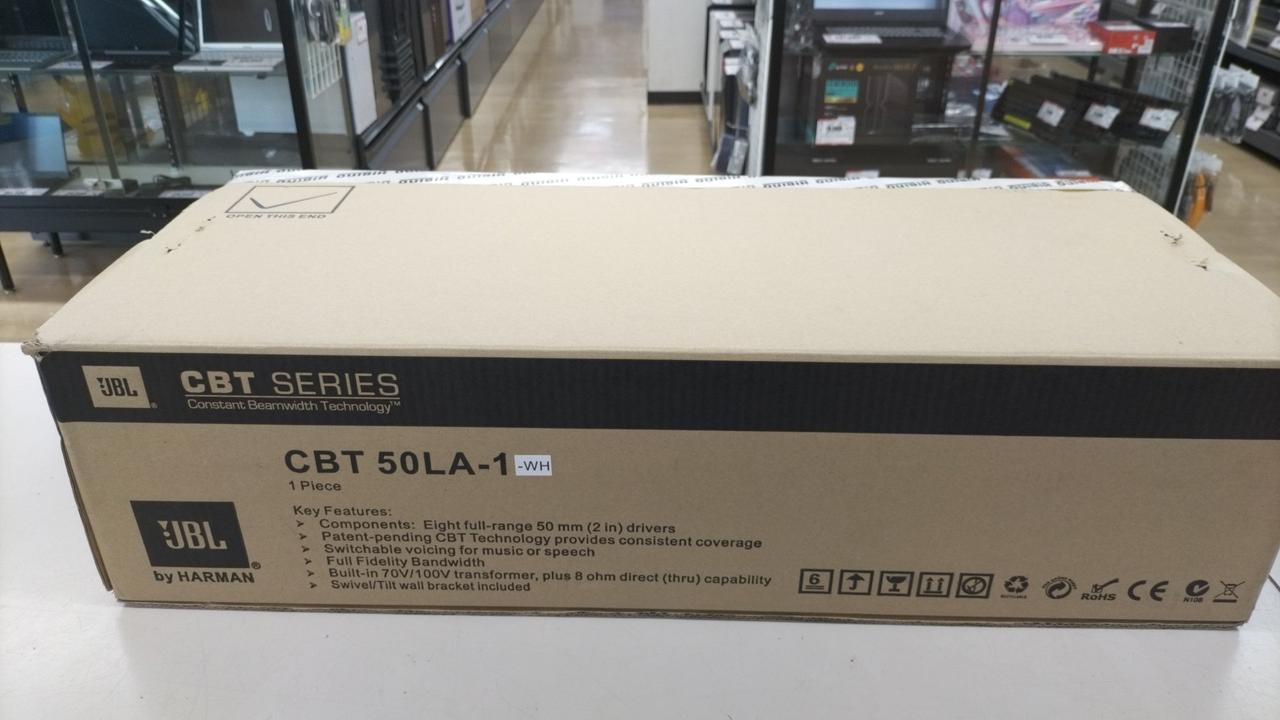 OPEN THIS END
JBL
CBT SERIES
Constant Beamwidth Technology™
CBT 50LA-1 -WH
1 Piece
Key Features:
➤ Components: Eight full-range 50 mm (2 in) drivers
➤ Patent-pending CBT Technology provides consistent coverage
➤ Switchable voicing for music or speech
➤ Full Fidelity Bandwidth
➤ Built-in 70V/100V transformer, plus 8 ohm direct (thru) capability
➤ Swivel/Tilt wall bracket included
JBL®
by HARMAN
6
RoHS
CE
N108